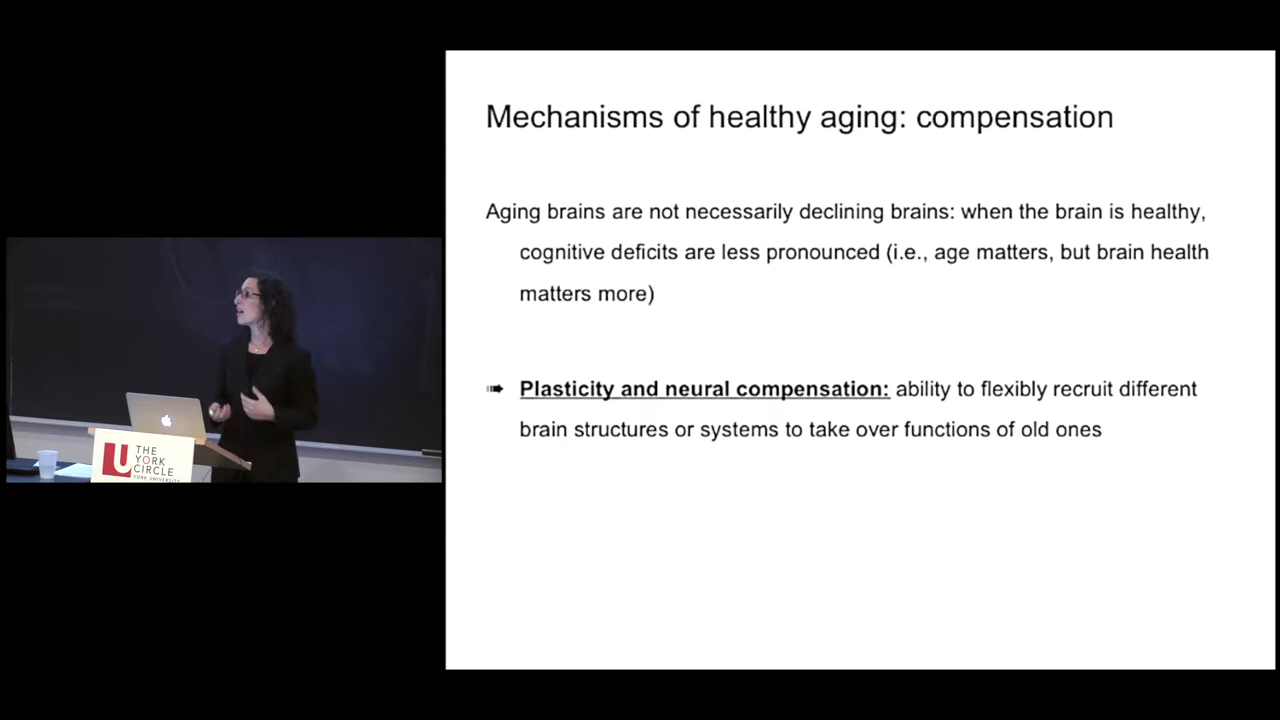 Mechanisms of healthy aging: compensation
Aging brains are not necessarily declining brains: when the brain is healthy,
cognitive deficits are less pronounced (i.e., age matters, but brain health
matters more)
➠ Plasticity and neural compensation: ability to flexibly recruit different
brain structures or systems to take over functions of old ones
U
THE
YORK
CIRCLE
YORK UNIVERSITY